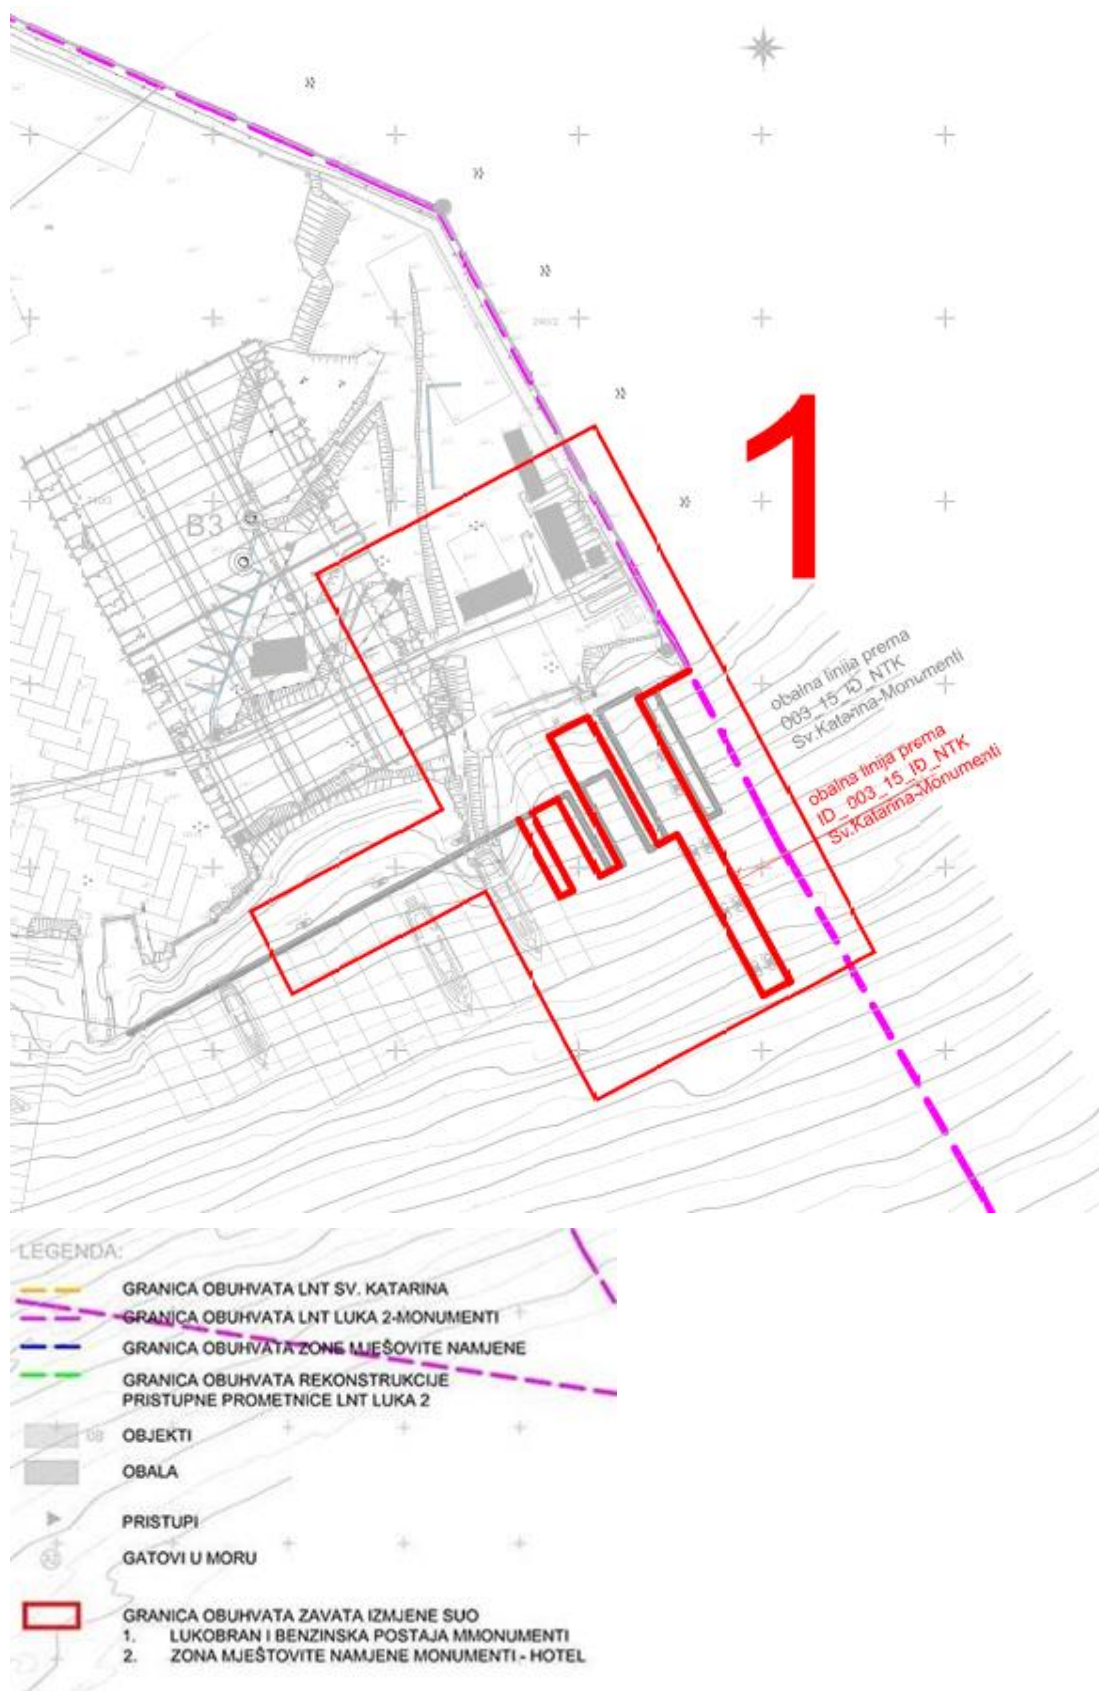 1
B3
240/2
obalna linija prema
003_15_ID_NTK
Sv.Katarina-Monumenti
obalna linija prema
ID_003_15_ID_NTK
Sv.Katarina-Monumenti
LEGENDA:
GRANICA OBUHVATA LNT SV. KATARINA
GRANICA OBUHVATA LNT LUKA 2-MONUMENTI
GRANICA OBUHVATA ZONE MJEŠOVITE NAMJENE
GRANICA OBUHVATA REKONSTRUKCIJE
PRISTUPNE PROMETNICE LNT LUKA 2
OBJEKTI
OBALA
PRISTUPI
GATOVI U MORU
GRANICA OBUHVATA ZAVATA IZMJENE SUO
1. LUKOBRAN I BENZINSKA POSTAJA MMONUMENTI
2. ZONA MJEŠTOVITE NAMJENE MONUMENTI - HOTEL